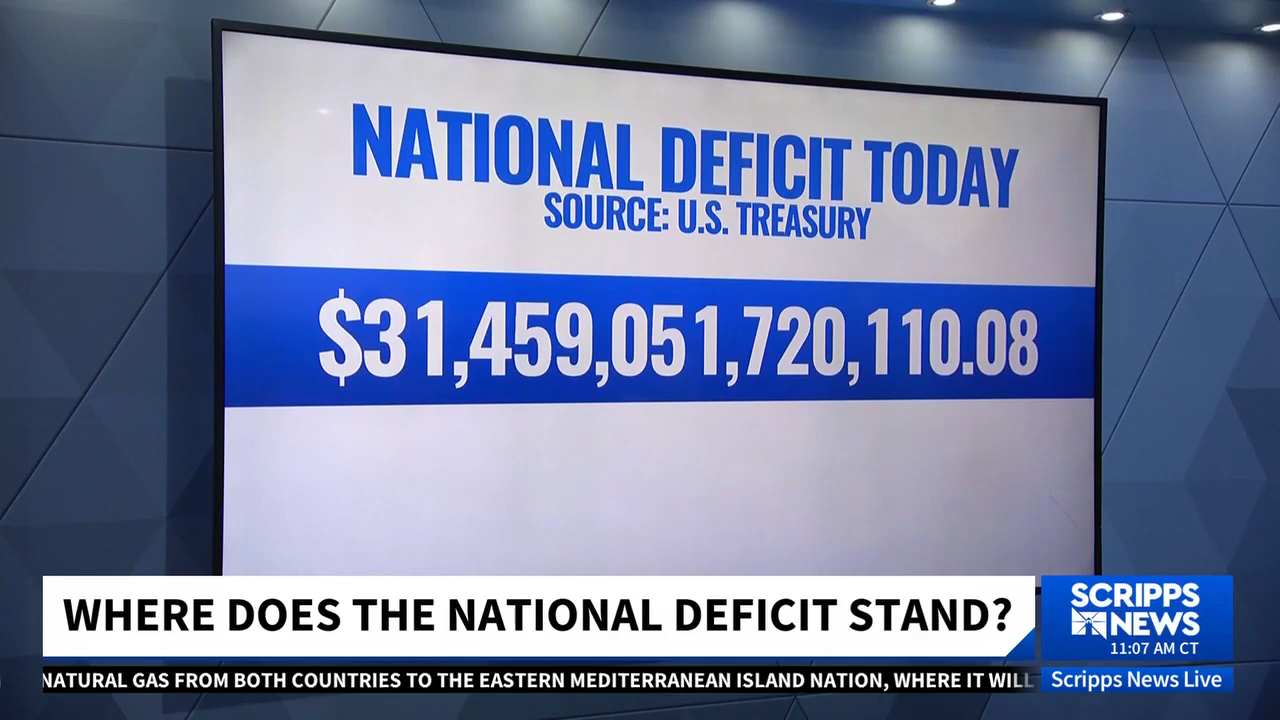 NATIONAL DEFICIT TODAY
SOURCE: U.S. TREASURY
$31,459,051,720,110.08
WHERE DOES THE NATIONAL DEFICIT STAND?
SCRIPPS
NEWS
11:07 AM CT
NATURAL GAS FROM BOTH COUNTRIES TO THE EASTERN MEDITERRANEAN ISLAND NATION, WHERE IT WILL
Scripps News Live